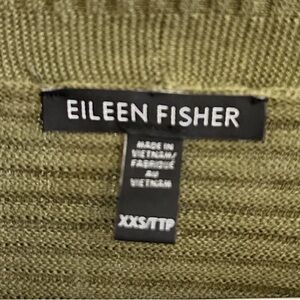 EILEEN FISHER
MADE IN
VIETNAM/
FABRIQUÉ
AU
VIETNAM
XXS/TTP